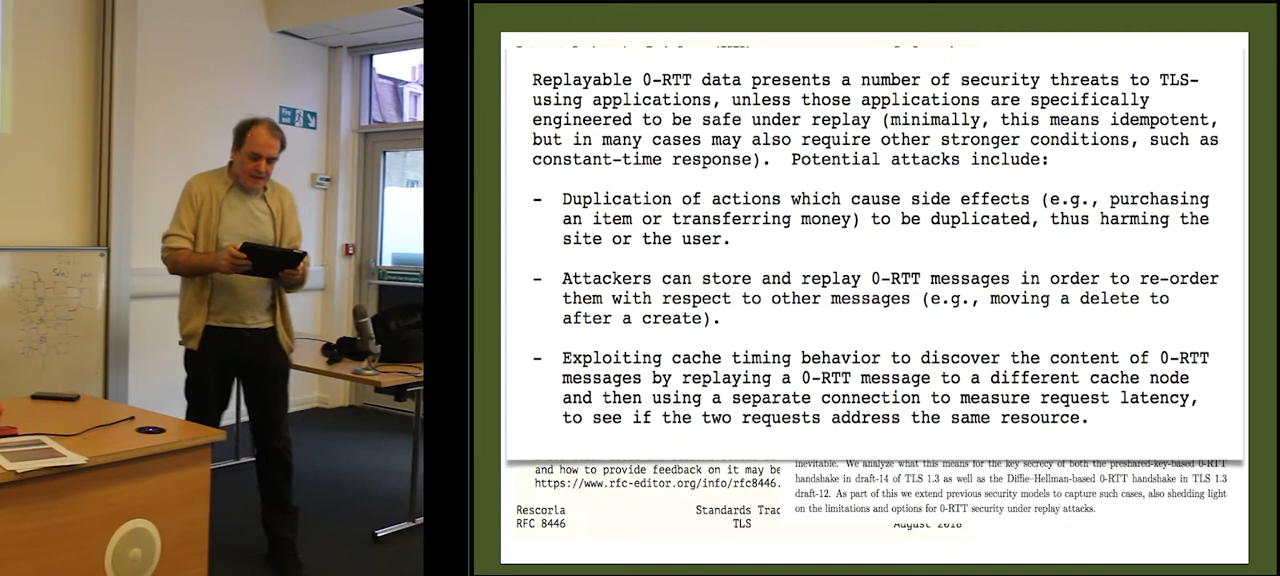 Fire
exit
Replayable 0-RTT data presents a number of security threats to TLS-
using applications, unless those applications are specifically
engineered to be safe under replay (minimally, this means idempotent,
but in many cases may also require other stronger conditions, such as
constant-time response).  Potential attacks include:
- Duplication of actions which cause side effects (e.g., purchasing
an item or transferring money) to be duplicated, thus harming the
site or the user.
- Attackers can store and replay 0-RTT messages in order to re-order
them with respect to other messages (e.g., moving a delete to
after a create).
- Exploiting cache timing behavior to discover the content of 0-RTT
messages by replaying a 0-RTT message to a different cache node
and then using a separate connection to measure request latency,
to see if the two requests address the same resource.
and how to provide feedback on it may be
https://www.rfc-editor.org/info/rfc8446.
Rescorla Standards Trac
RFC 8446 TLS August 2018
inevitable. We analyze what this means for the key secrecy of both the preshared-key-based 0-RTT
handshake in draft-14 of TLS 1.3 as well as the Diffie–Hellman-based 0-RTT handshake in TLS 1.3
draft-12. As part of this we extend previous security models to capture such cases, also shedding light
on the limitations and options for 0-RTT security under replay attacks.